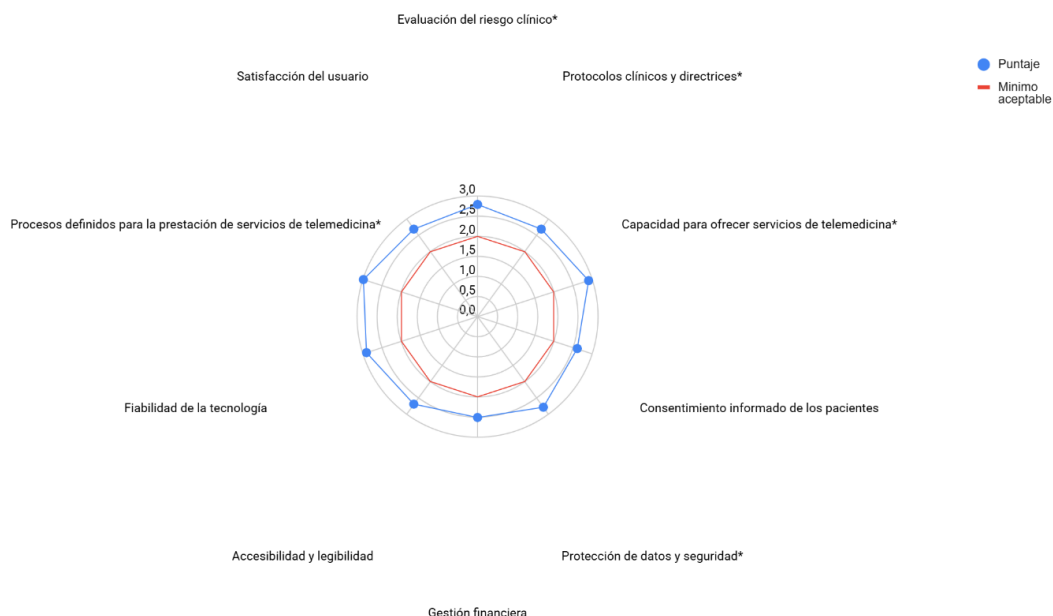 Evaluación del riesgo clínico*
Satisfacción del usuario
Protocolos clínicos y directrices*
Puntaje
Minimo
aceptable
3,0
2,5
2,0
1,5
1,0
0,5
0,0
Procesos definidos para la prestación de servicios de telemedicina*
Capacidad para ofrecer servicios de telemedicina*
Fiabilidad de la tecnología
Consentimiento informado de los pacientes
Accesibilidad y legibilidad
Protección de datos y seguridad*
Gestión financiera